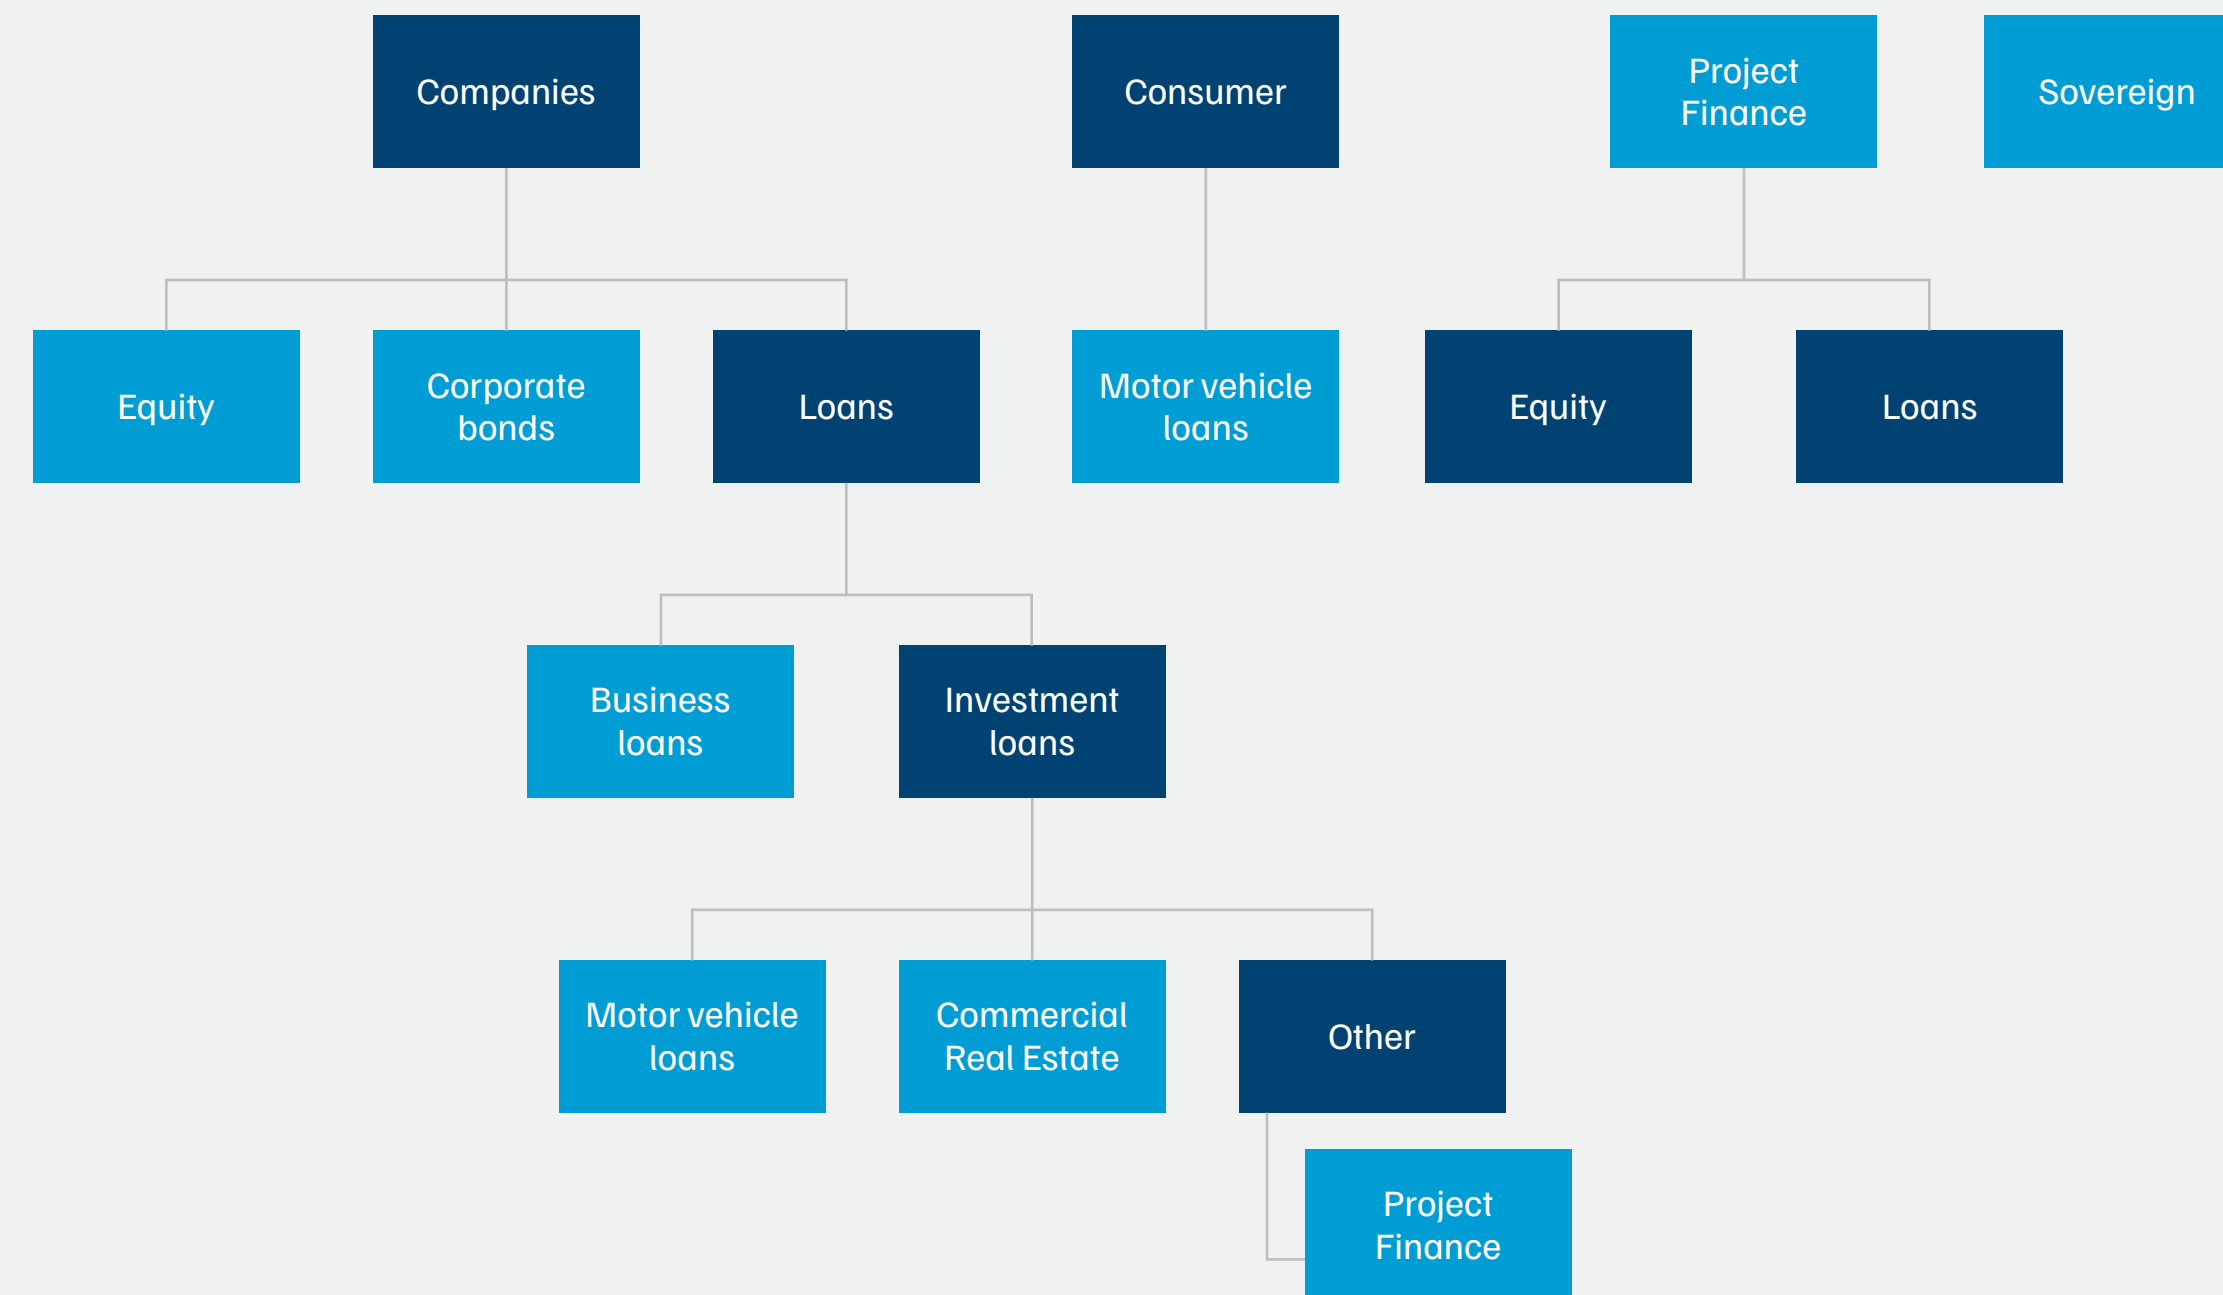 Companies
Consumer
Project
Finance
Sovereign
Equity
Corporate
bonds
Loans
Motor vehicle
loans
Equity
Loans
Business
loans
Investment
loans
Motor vehicle
loans
Commercial
Real Estate
Other
Project
Finance